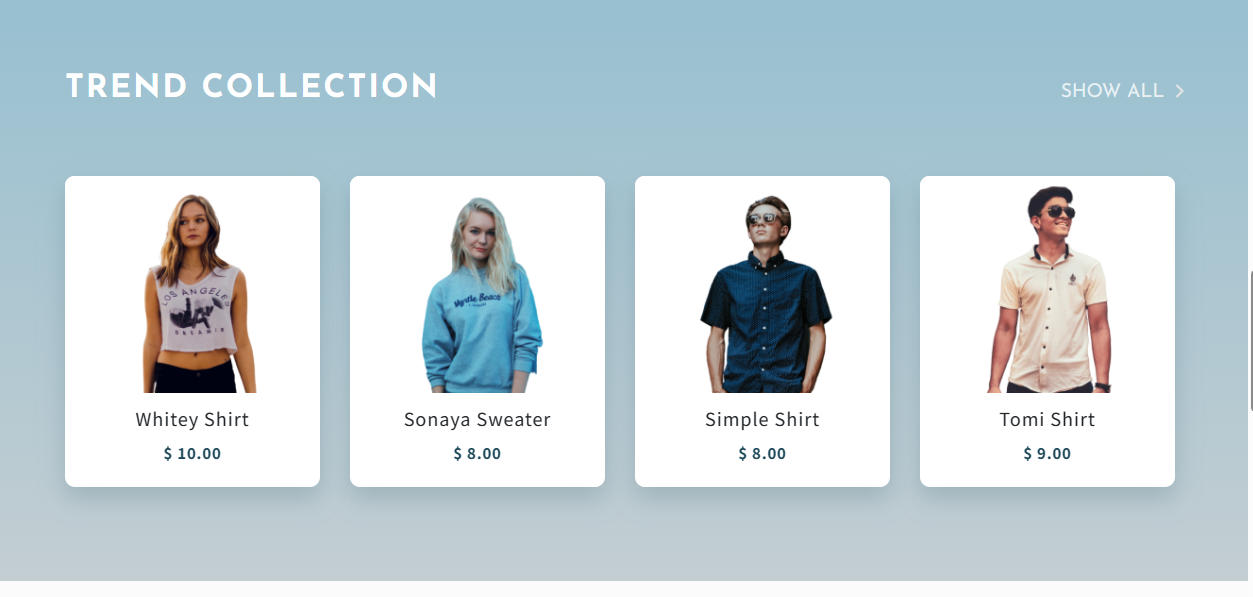 TREND COLLECTION
SHOW ALL
LOS ANGELES
DREAMIN
Myrtle Beach
Whitey Shirt
$ 10.00
Sonaya Sweater
$ 8.00
Simple Shirt
$ 8.00
Tomi Shirt
$ 9.00